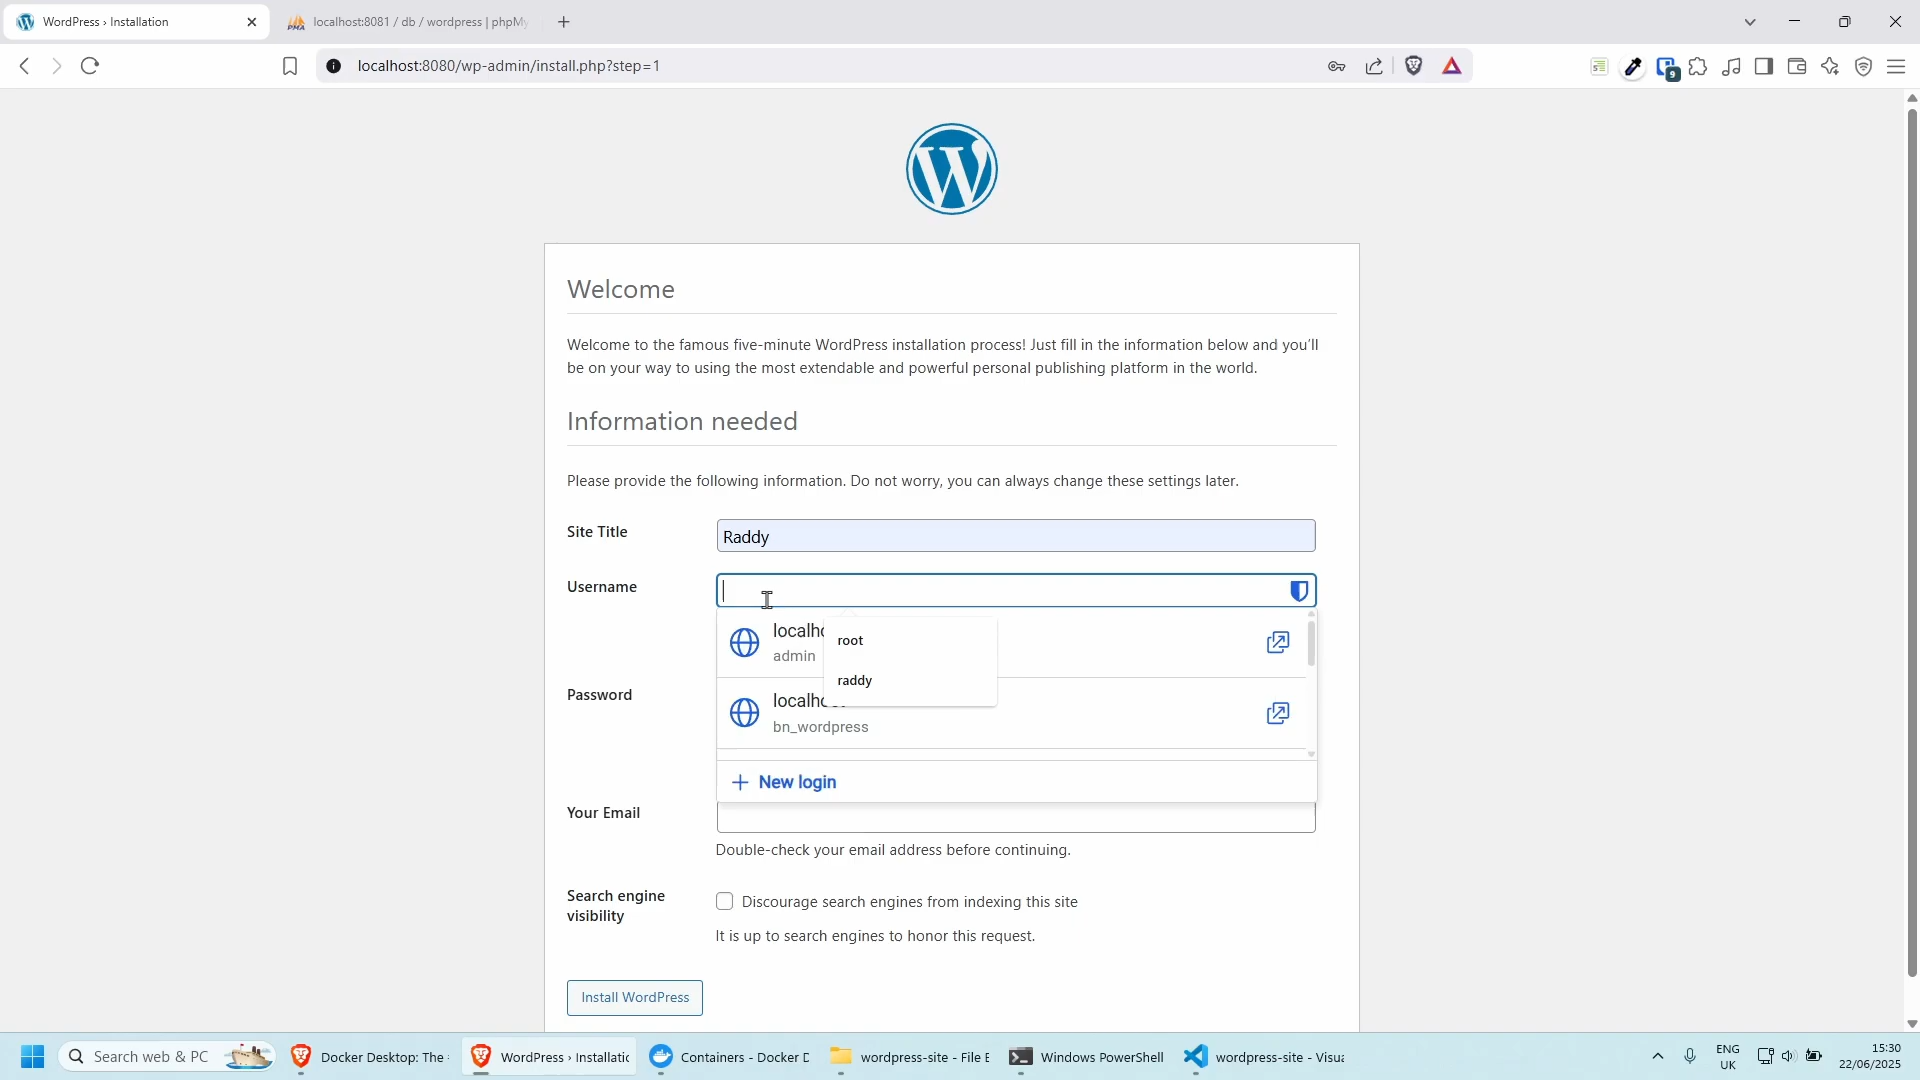 WordPress › Installation
localhost:8081 / db / wordpress | phpMy
localhost:8080/wp-admin/install.php?step=1
9
Welcome
Welcome to the famous five-minute WordPress installation process! Just fill in the information below and you'll
be on your way to using the most extendable and powerful personal publishing platform in the world.
Information needed
Please provide the following information. Do not worry, you can always change these settings later.
Site Title
Raddy
Username
localho
admin
root
raddy
Password
localhost
bn_wordpress
New login
Your Email
Double-check your email address before continuing.
Search engine
visibility
Discourage search engines from indexing this site
It is up to search engines to honor this request.
Install WordPress
Search web & PC
Docker Desktop: The
WordPress › Installatic
Containers - Docker D
wordpress-site - File E
Windows PowerShell
wordpress-site - Visua
ENG
UK
15:30
22/06/2025